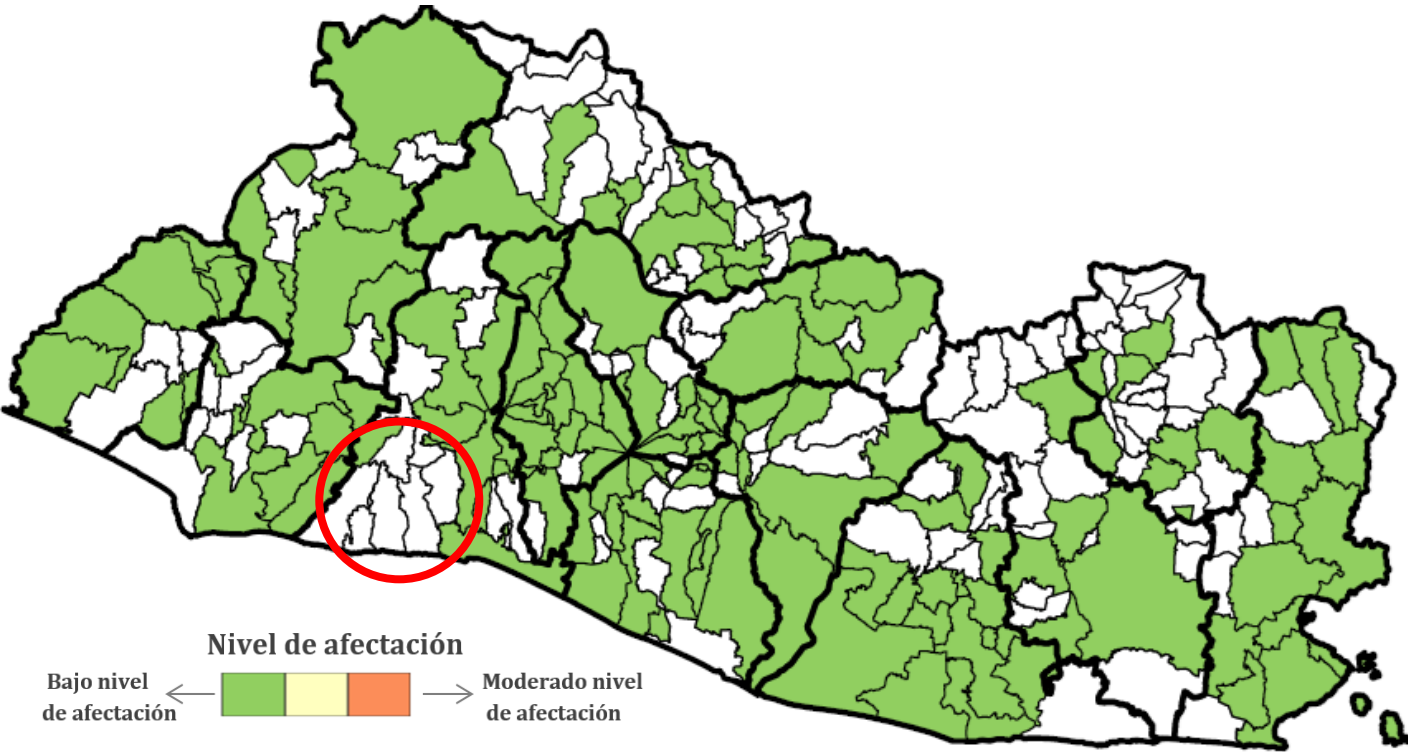 Nivel de afectación
Bajo nivel
de afectación
Moderado nivel
de afectación